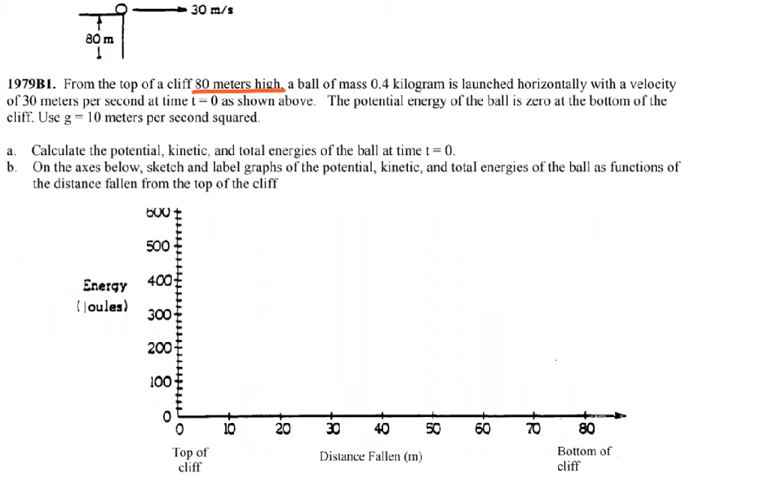 30 m/s
80 m
1979B1. From the top of a cliff 80 meters high, a ball of mass 0.4 kilogram is launched horizontally with a velocity
of 30 meters per second at time t = 0 as shown above. The potential energy of the ball is zero at the bottom of the
cliff. Use g = 10 meters per second squared.
a. Calculate the potential, kinetic, and total energies of the ball at time t = 0.
b. On the axes below, sketch and label graphs of the potential, kinetic, and total energies of the ball as functions of
the distance fallen from the top of the cliff
600
500
400
Energy
(Joules)
300
200
100
0
0 10 20 30 40 50 60 70 80
Top of
cliff
Distance Fallen (m)
Bottom of
cliff